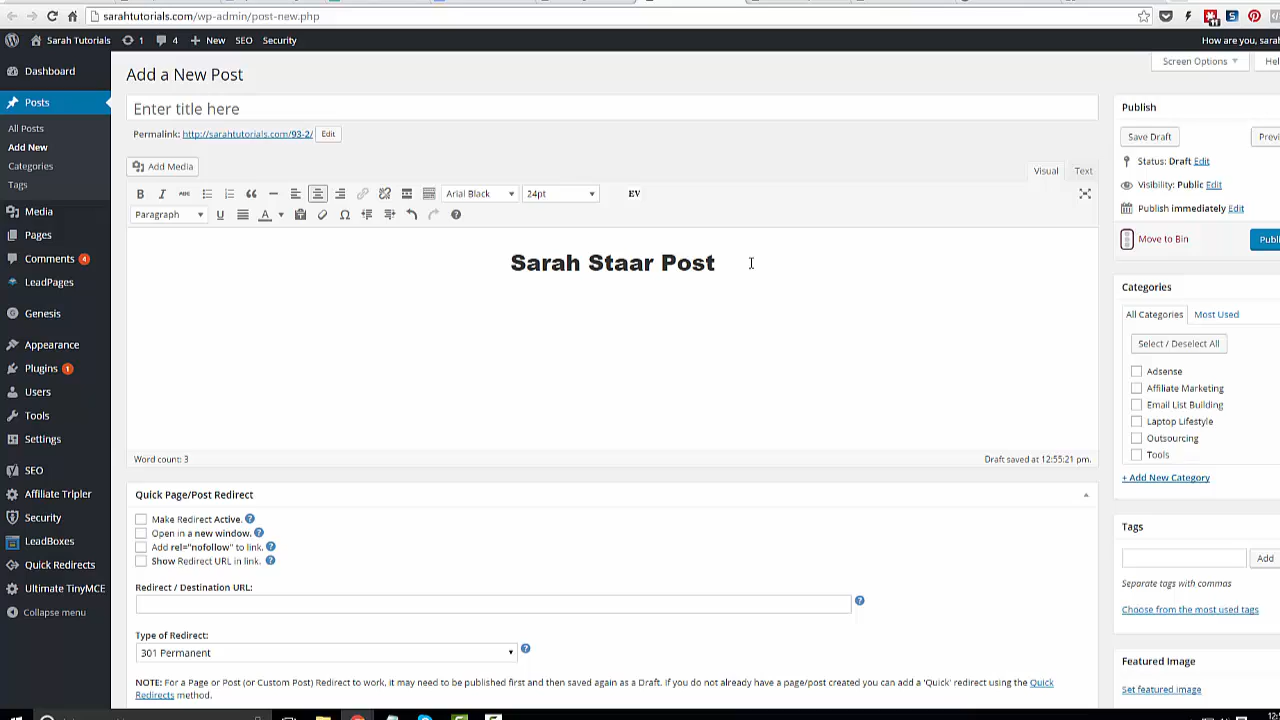 sarahtutorials.com/wp-admin/post-new.php
Sarah Tutorials 1 4 New SEO Security
How are you, sarah
Dashboard
Posts
All Posts
Add New
Categories
Tags
Media
Pages
Comments 4
LeadPages
Genesis
Appearance
Plugins 1
Users
Tools
Settings
SEO
Affiliate Tripler
Security
LeadBoxes
Quick Redirects
Ultimate TinyMCE
Collapse menu
Screen Options
Hel
Add a New Post
Enter title here
Permalink: http://sarahtutorials.com/93-2/ Edit
Add Media
Visual Text
B I ABC Arial Black 24pt EV
Paragraph U A
Sarah Staar Post
Word count: 3
Draft saved at 12:55:21 pm.
Quick Page/Post Redirect
Make Redirect Active. ?
Open in a new window. ?
Add rel="nofollow" to link. ?
Show Redirect URL in link. ?
Redirect / Destination URL:
?
Type of Redirect:
301 Permanent ?
NOTE: For a Page or Post (or Custom Post) Redirect to work, it may need to be published first and then saved again as a Draft. If you do not already have a page/post created you can add a 'Quick' redirect using the Quick
Redirects method.
Publish
Save Draft Previ
Status: Draft Edit
Visibility: Public Edit
Publish immediately Edit
Move to Bin Publi
Categories
All Categories Most Used
Select / Deselect All
Adsense
Affiliate Marketing
Email List Building
Laptop Lifestyle
Outsourcing
Tools
+ Add New Category
Tags
Add
Separate tags with commas
Choose from the most used tags
Featured Image
Set featured image